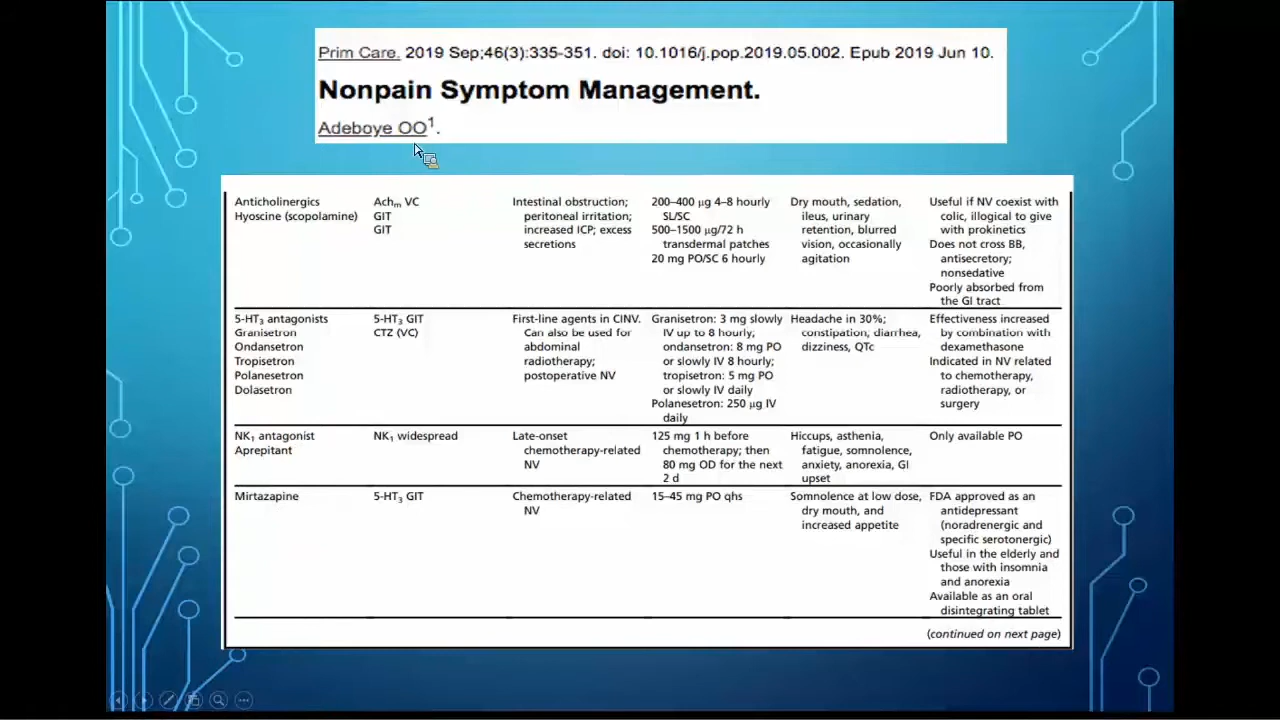 Prim Care. 2019 Sep;46(3):335-351. doi: 10.1016/j.pop.2019.05.002. Epub 2019 Jun 10.
Nonpain Symptom Management.
Adeboye OO1.
Anticholinergics
Hyoscine (scopolamine)
Achm VC
GIT
GIT
Intestinal obstruction;
peritoneal irritation;
increased ICP; excess
secretions
200–400 µg 4–8 hourly
SL/SC
500–1500 µg/72 h
transdermal patches
20 mg PO/SC 6 hourly
Dry mouth, sedation,
ileus, urinary
retention, blurred
vision, occasionally
agitation
Useful if NV coexist with
colic, illogical to give
with prokinetics
Does not cross BB,
antisecretory;
nonsedative
Poorly absorbed from
the GI tract
5-HT3 antagonists
Granisetron
Ondansetron
Tropisetron
Polanesetron
Dolasetron
5-HT3 GIT
CTZ (VC)
First-line agents in CINV.
Can also be used for
abdominal
radiotherapy;
postoperative NV
Granisetron: 3 mg slowly
IV up to 8 hourly;
ondansetron: 8 mg PO
or slowly IV 8 hourly;
tropisetron: 5 mg PO
or slowly IV daily
Polanesetron: 250 µg IV
daily
Headache in 30%;
constipation, diarrhea,
dizziness, QTc
Effectiveness increased
by combination with
dexamethasone
Indicated in NV related
to chemotherapy,
radiotherapy, or
surgery
NK1 antagonist
Aprepitant
NK1 widespread
Late-onset
chemotherapy-related
NV
125 mg 1 h before
chemotherapy; then
80 mg OD for the next
2 d
Hiccups, asthenia,
fatigue, somnolence,
anxiety, anorexia, GI
upset
Only available PO
Mirtazapine
5-HT3 GIT
Chemotherapy-related
NV
15–45 mg PO qhs
Somnolence at low dose,
dry mouth, and
increased appetite
FDA approved as an
antidepressant
(noradrenergic and
specific serotonergic)
Useful in the elderly and
those with insomnia
and anorexia
Available as an oral
disintegrating tablet
(continued on next page)